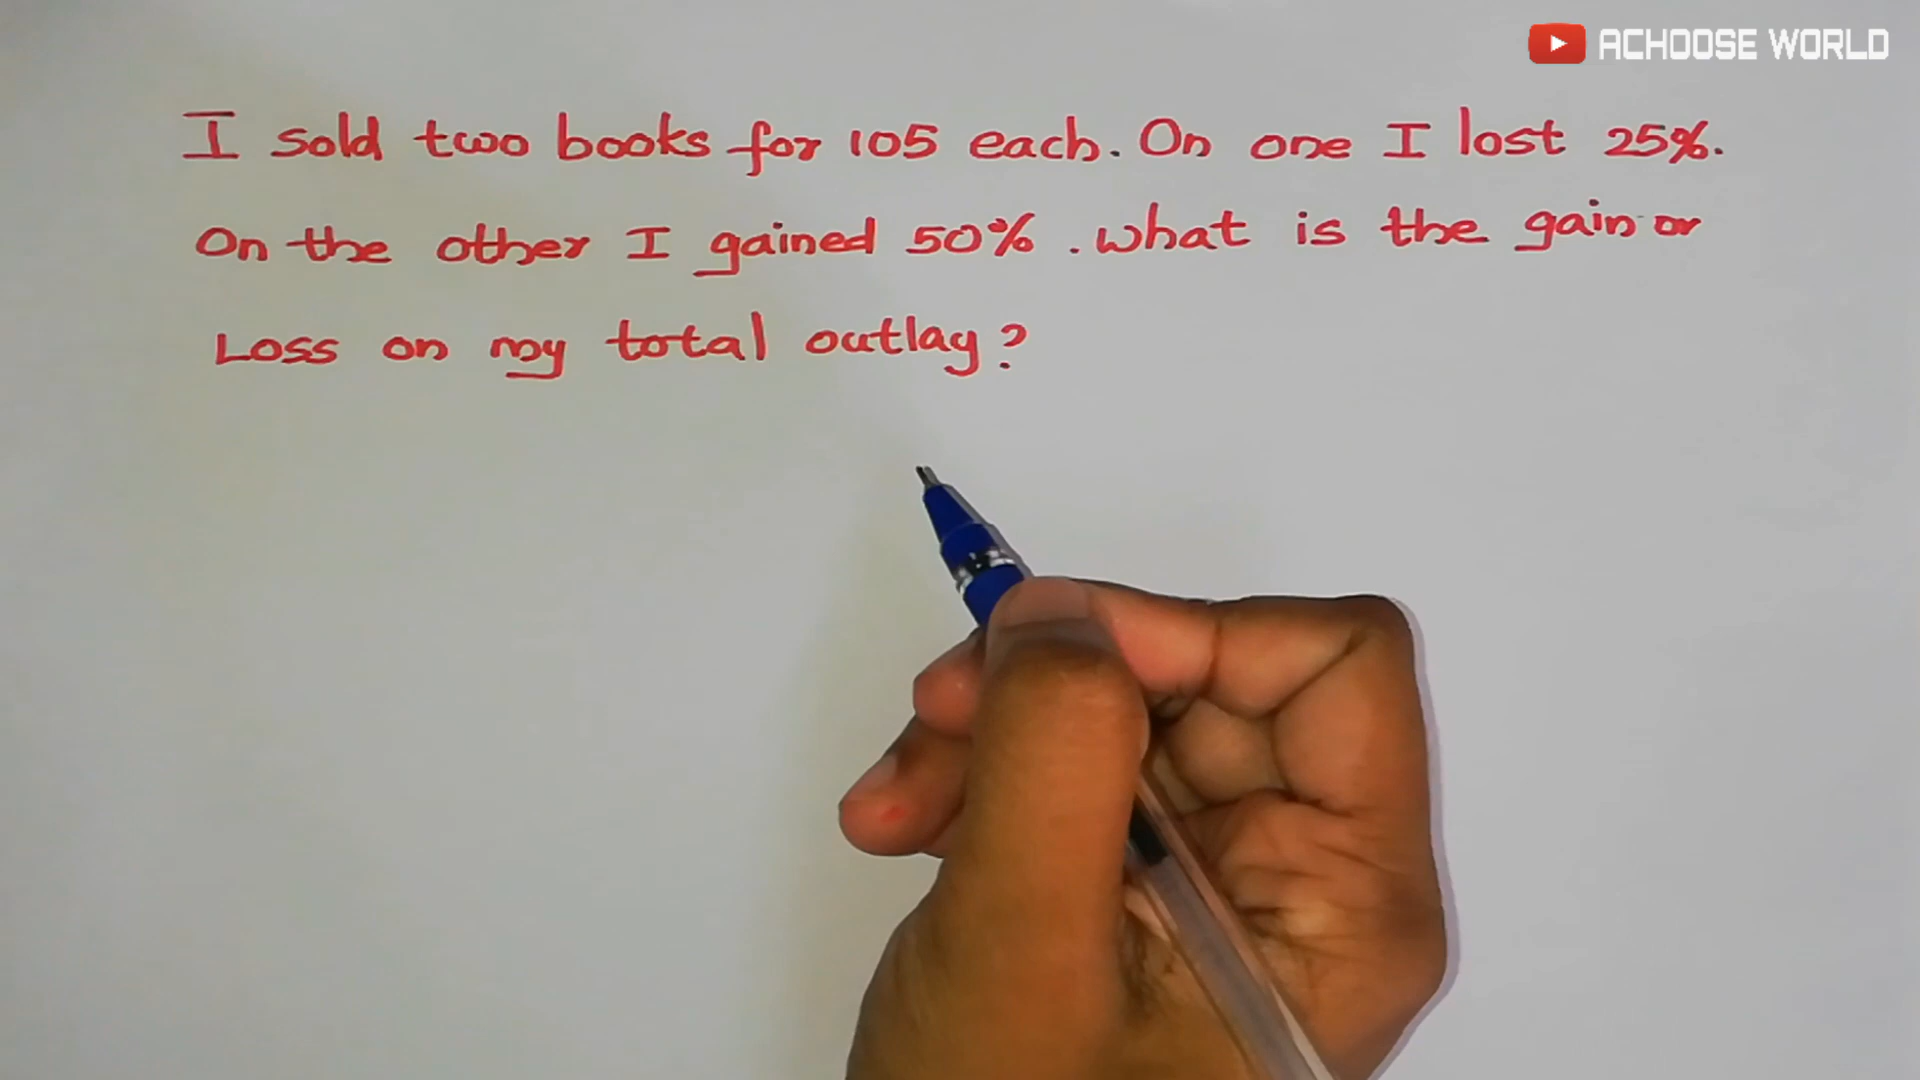 ACHOOSE WORLD
I sold two books for 105 each. On one I lost 25%.
On the other I gained 50%. what is the gain or
Loss on my total outlay?